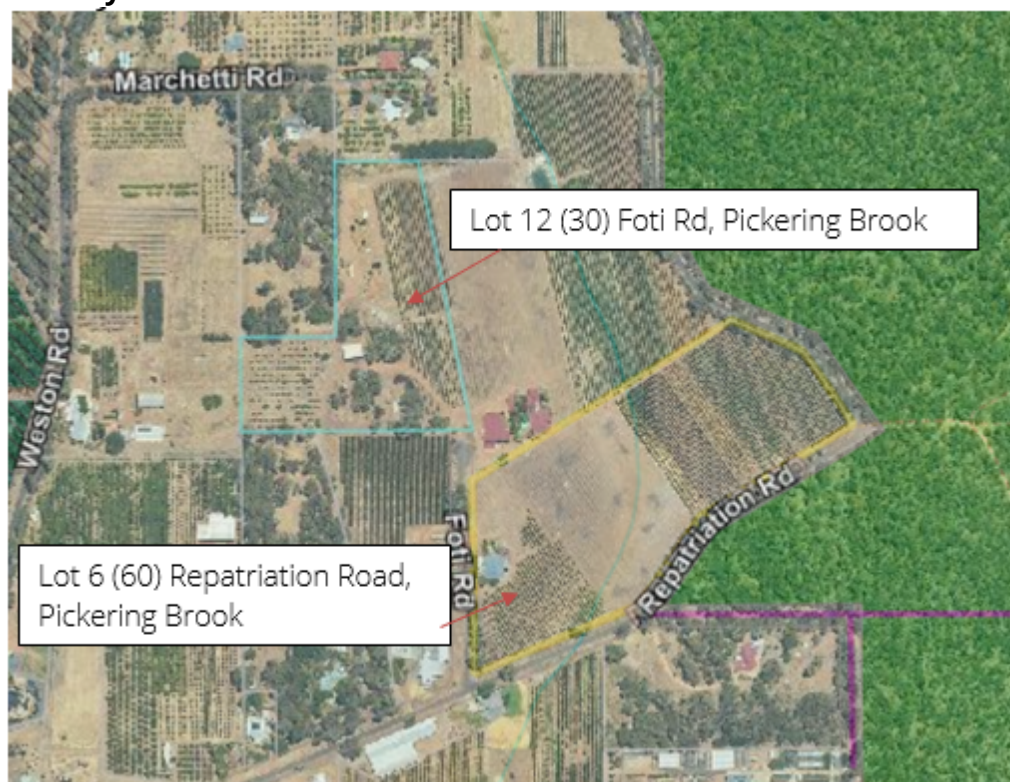 Marchetti Rd
Lot 12 (30) Foti Rd, Pickering Brook
Weston Rd
Foti Rd
Repatriation Rd
Lot 6 (60) Repatriation Road,
Pickering Brook